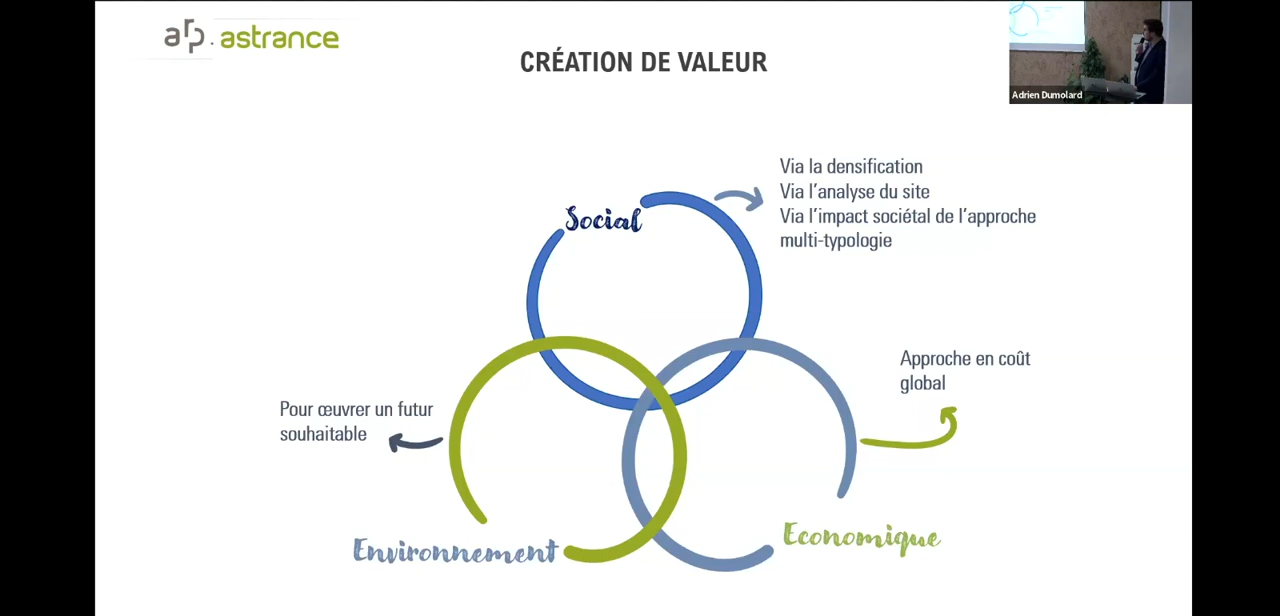 arp. astrance
CRÉATION DE VALEUR
Adrien Dumolard
Via la densification
Via l'analyse du site
Via l'impact sociétal de l'approche
multi-typologie
Social
Approche en coût
global
Pour œuvrer un futur
souhaitable
Economique
Environnement